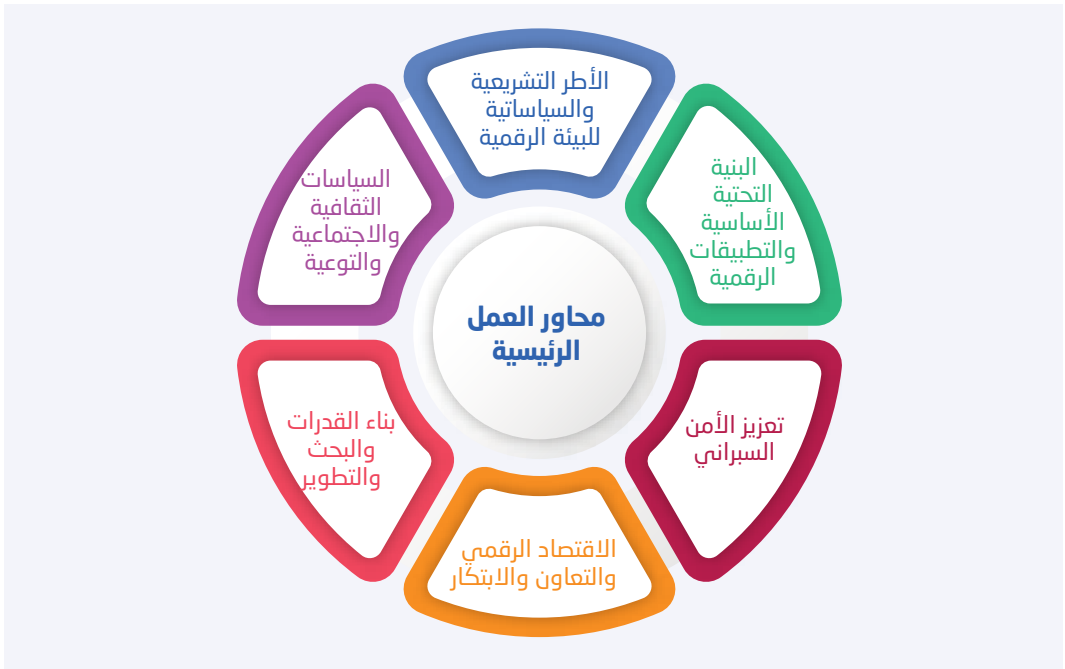 الأطر التشريعية
والسياساتية
للبيئة الرقمية
البنية
التحتية
الأساسية
والتطبيقات
الرقمية
تعزيز الأمن
السبراني
الاقتصاد الرقمي
والتعاون والابتكار
بناء القدرات
والبحث
والتطوير
السياسات
الثقافية
والاجتماعية
والتوعية
محاور العمل
الرئيسية